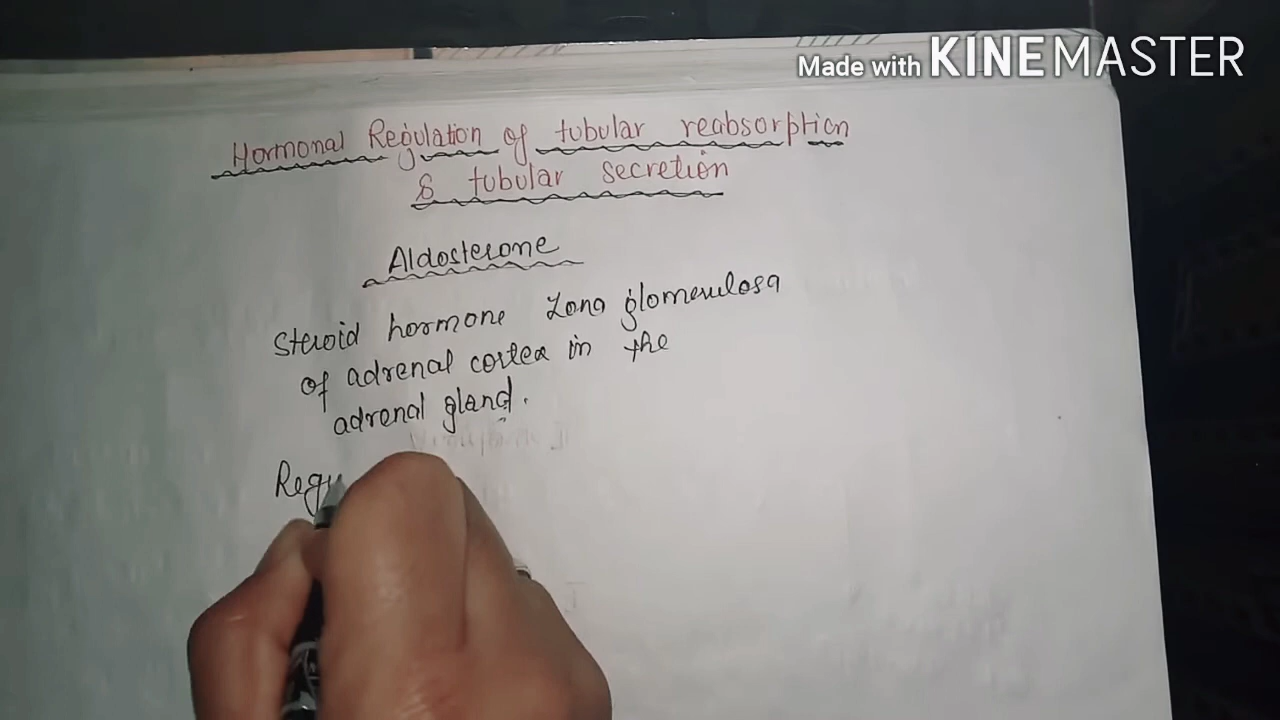 Made with KINEMASTER
Hormonal Regulation of tubular reabsorption
& tubular secretion
Aldosterone
Steroid hormone Zona glomerulosa
of adrenal cortex in the
adrenal gland.
Regu